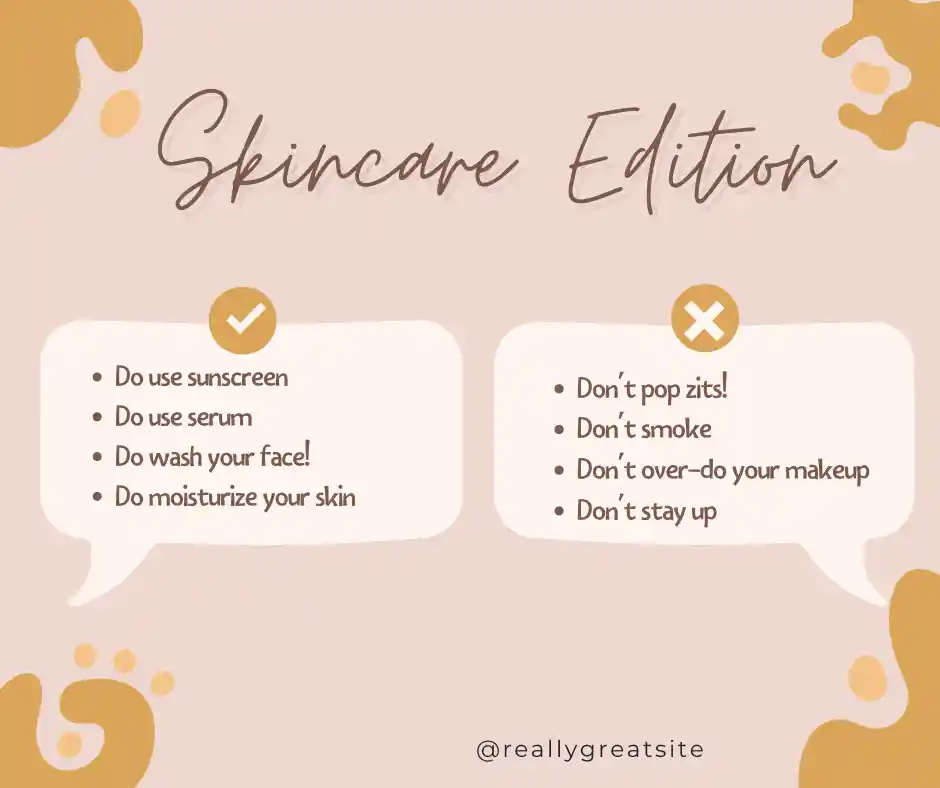 Skincare Edition
• Do use sunscreen
• Do use serum
• Do wash your face!
• Do moisturize your skin
• Don't pop zits!
• Don't smoke
• Don't over-do your makeup
• Don't stay up
@reallygreatsite